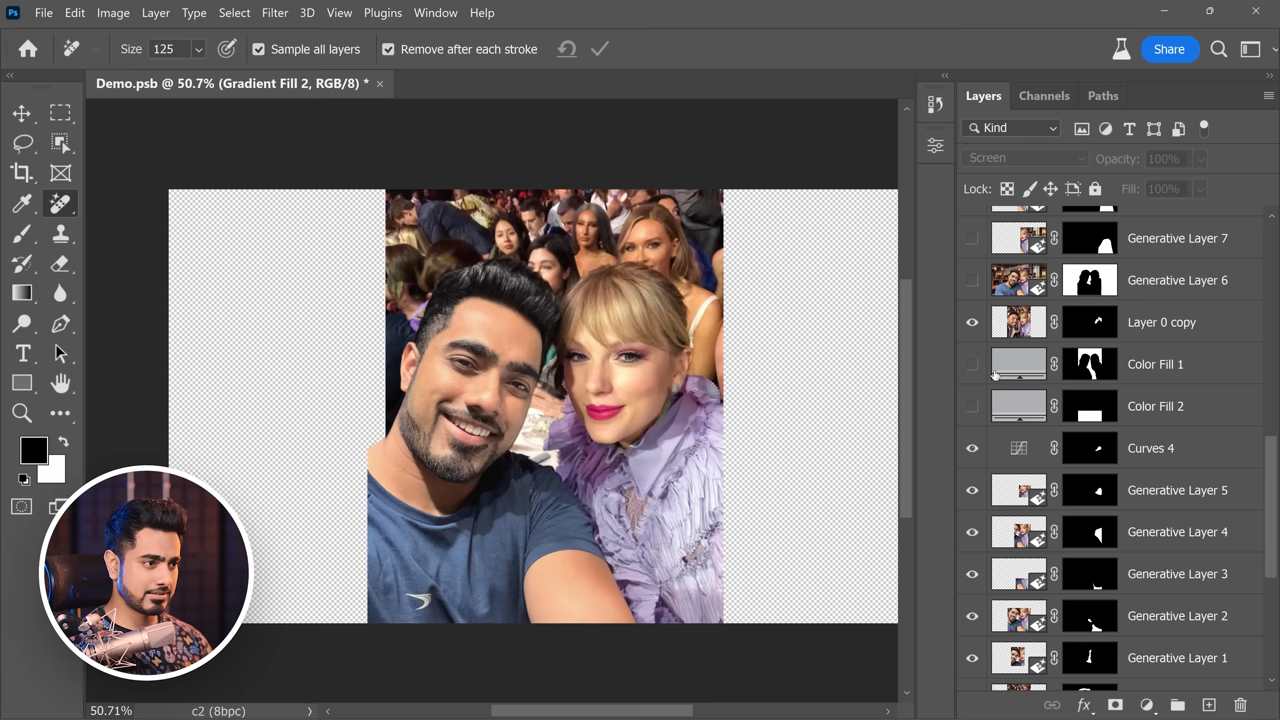 Ps File Edit Image Layer Type Select Filter 3D View Plugins Window Help
Size 125 Sample all layers Remove after each stroke Share
Demo.psb @ 50.7% (Gradient Fill 2, RGB/8) * ×
Layers Channels Paths
Kind
Screen Opacity: 100%
Lock: Fill: 100%
Generative Layer 7
Generative Layer 6
Layer 0 copy
Color Fill 1
Color Fill 2
Curves 4
Generative Layer 5
Generative Layer 4
Generative Layer 3
Generative Layer 2
Generative Layer 1
fx
50.71% c2 (8bpc)